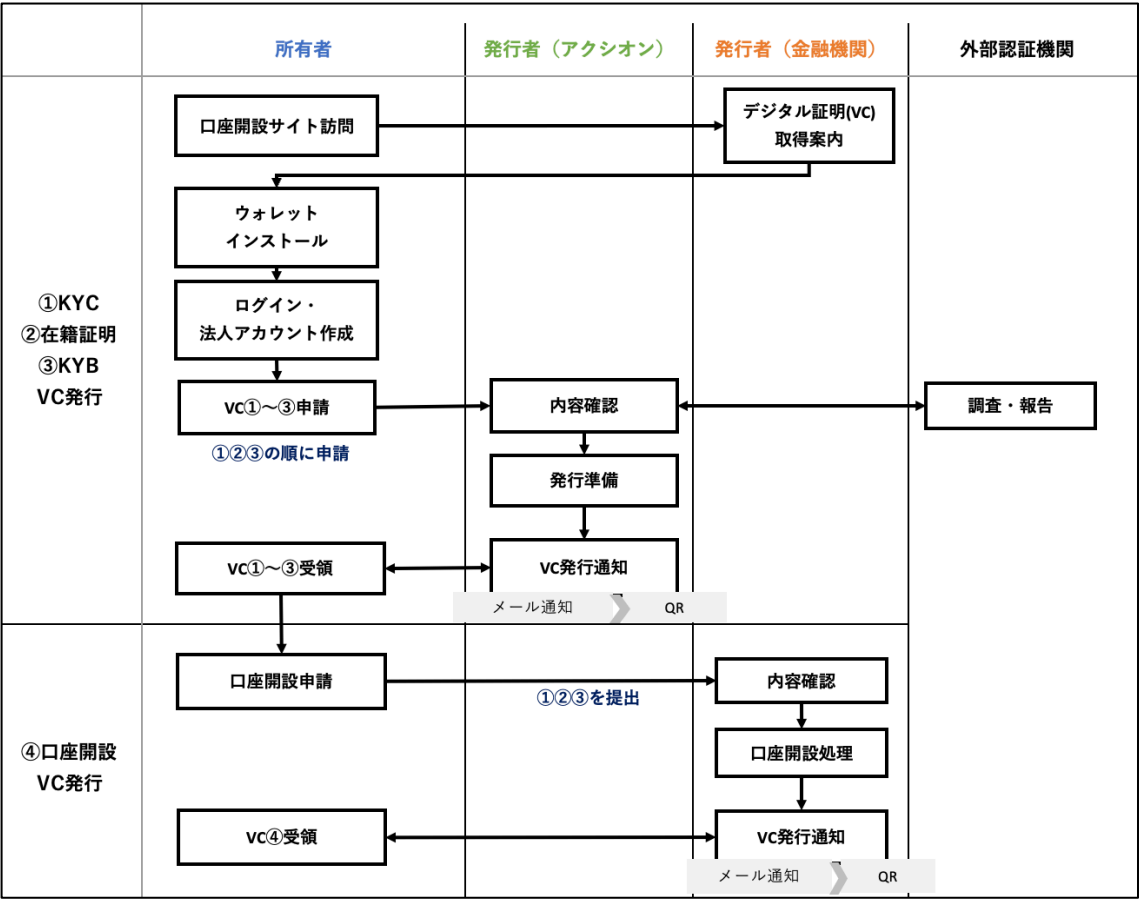 所有者
発行者（アクシオン）
発行者（金融機関）
外部認証機関
①KYC
②在籍証明
③KYB
VC発行
口座開設サイト訪問
デジタル証明(VC)
取得案内
ウォレット
インストール
ログイン・
法人アカウント作成
VC①～③申請
①②③の順に申請
内容確認
調査・報告
発行準備
VC①～③受領
VC発行通知
メール通知
QR
④口座開設
VC発行
口座開設申請
①②③を提出
内容確認
口座開設処理
VC④受領
VC発行通知
メール通知
QR